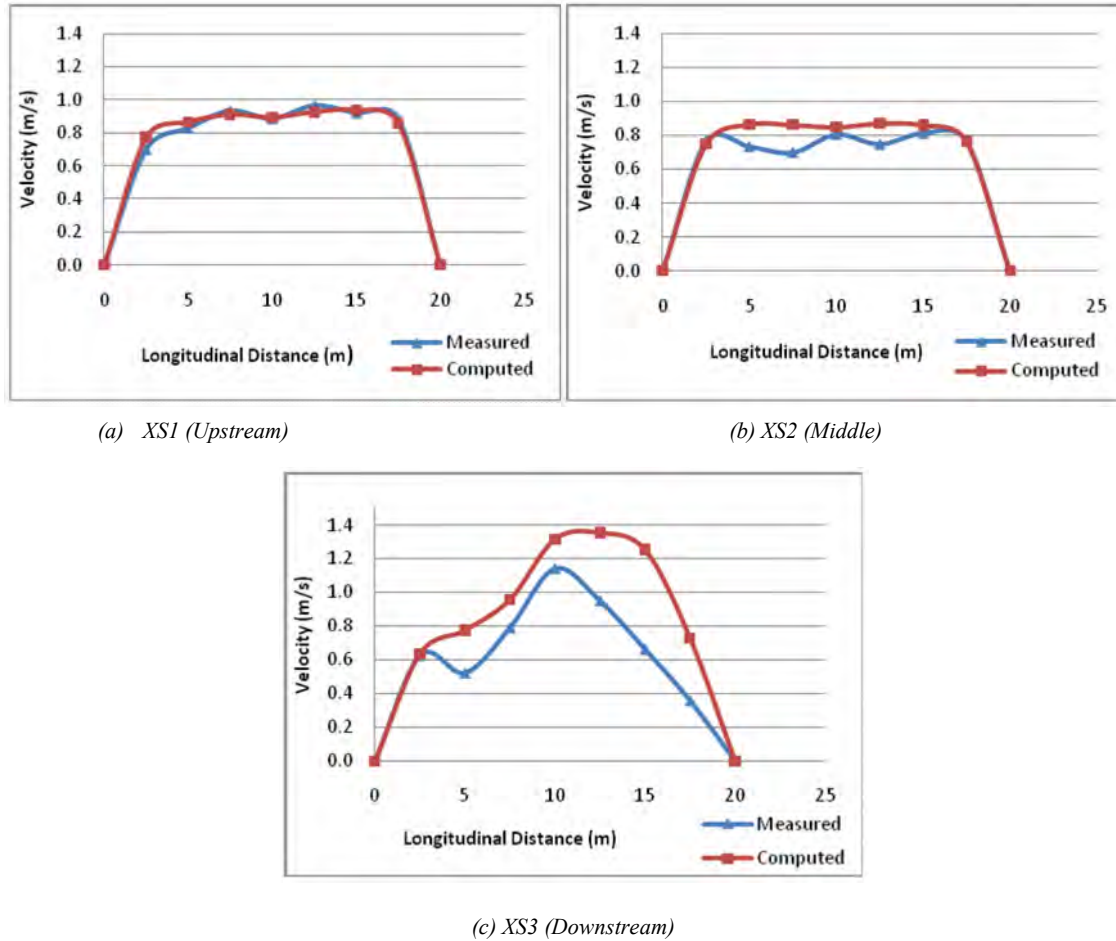 1.4
1.2
1.0
0.8
0.6
0.4
0.2
0.0
Velocity (m/s)
0 5 10 15 20 25
Longitudinal Distance (m)
Measured
Computed
(a) XS1 (Upstream)
1.4
1.2
1.0
0.8
0.6
0.4
0.2
0.0
Velocity (m/s)
0 5 10 15 20 25
Longitudinal Distance (m)
Measured
Computed
(b) XS2 (Middle)
1.4
1.2
1.0
0.8
0.6
0.4
0.2
0.0
Velocity (m/s)
0 5 10 15 20 25
Longitudinal Distance (m)
Measured
Computed
(c) XS3 (Downstream)